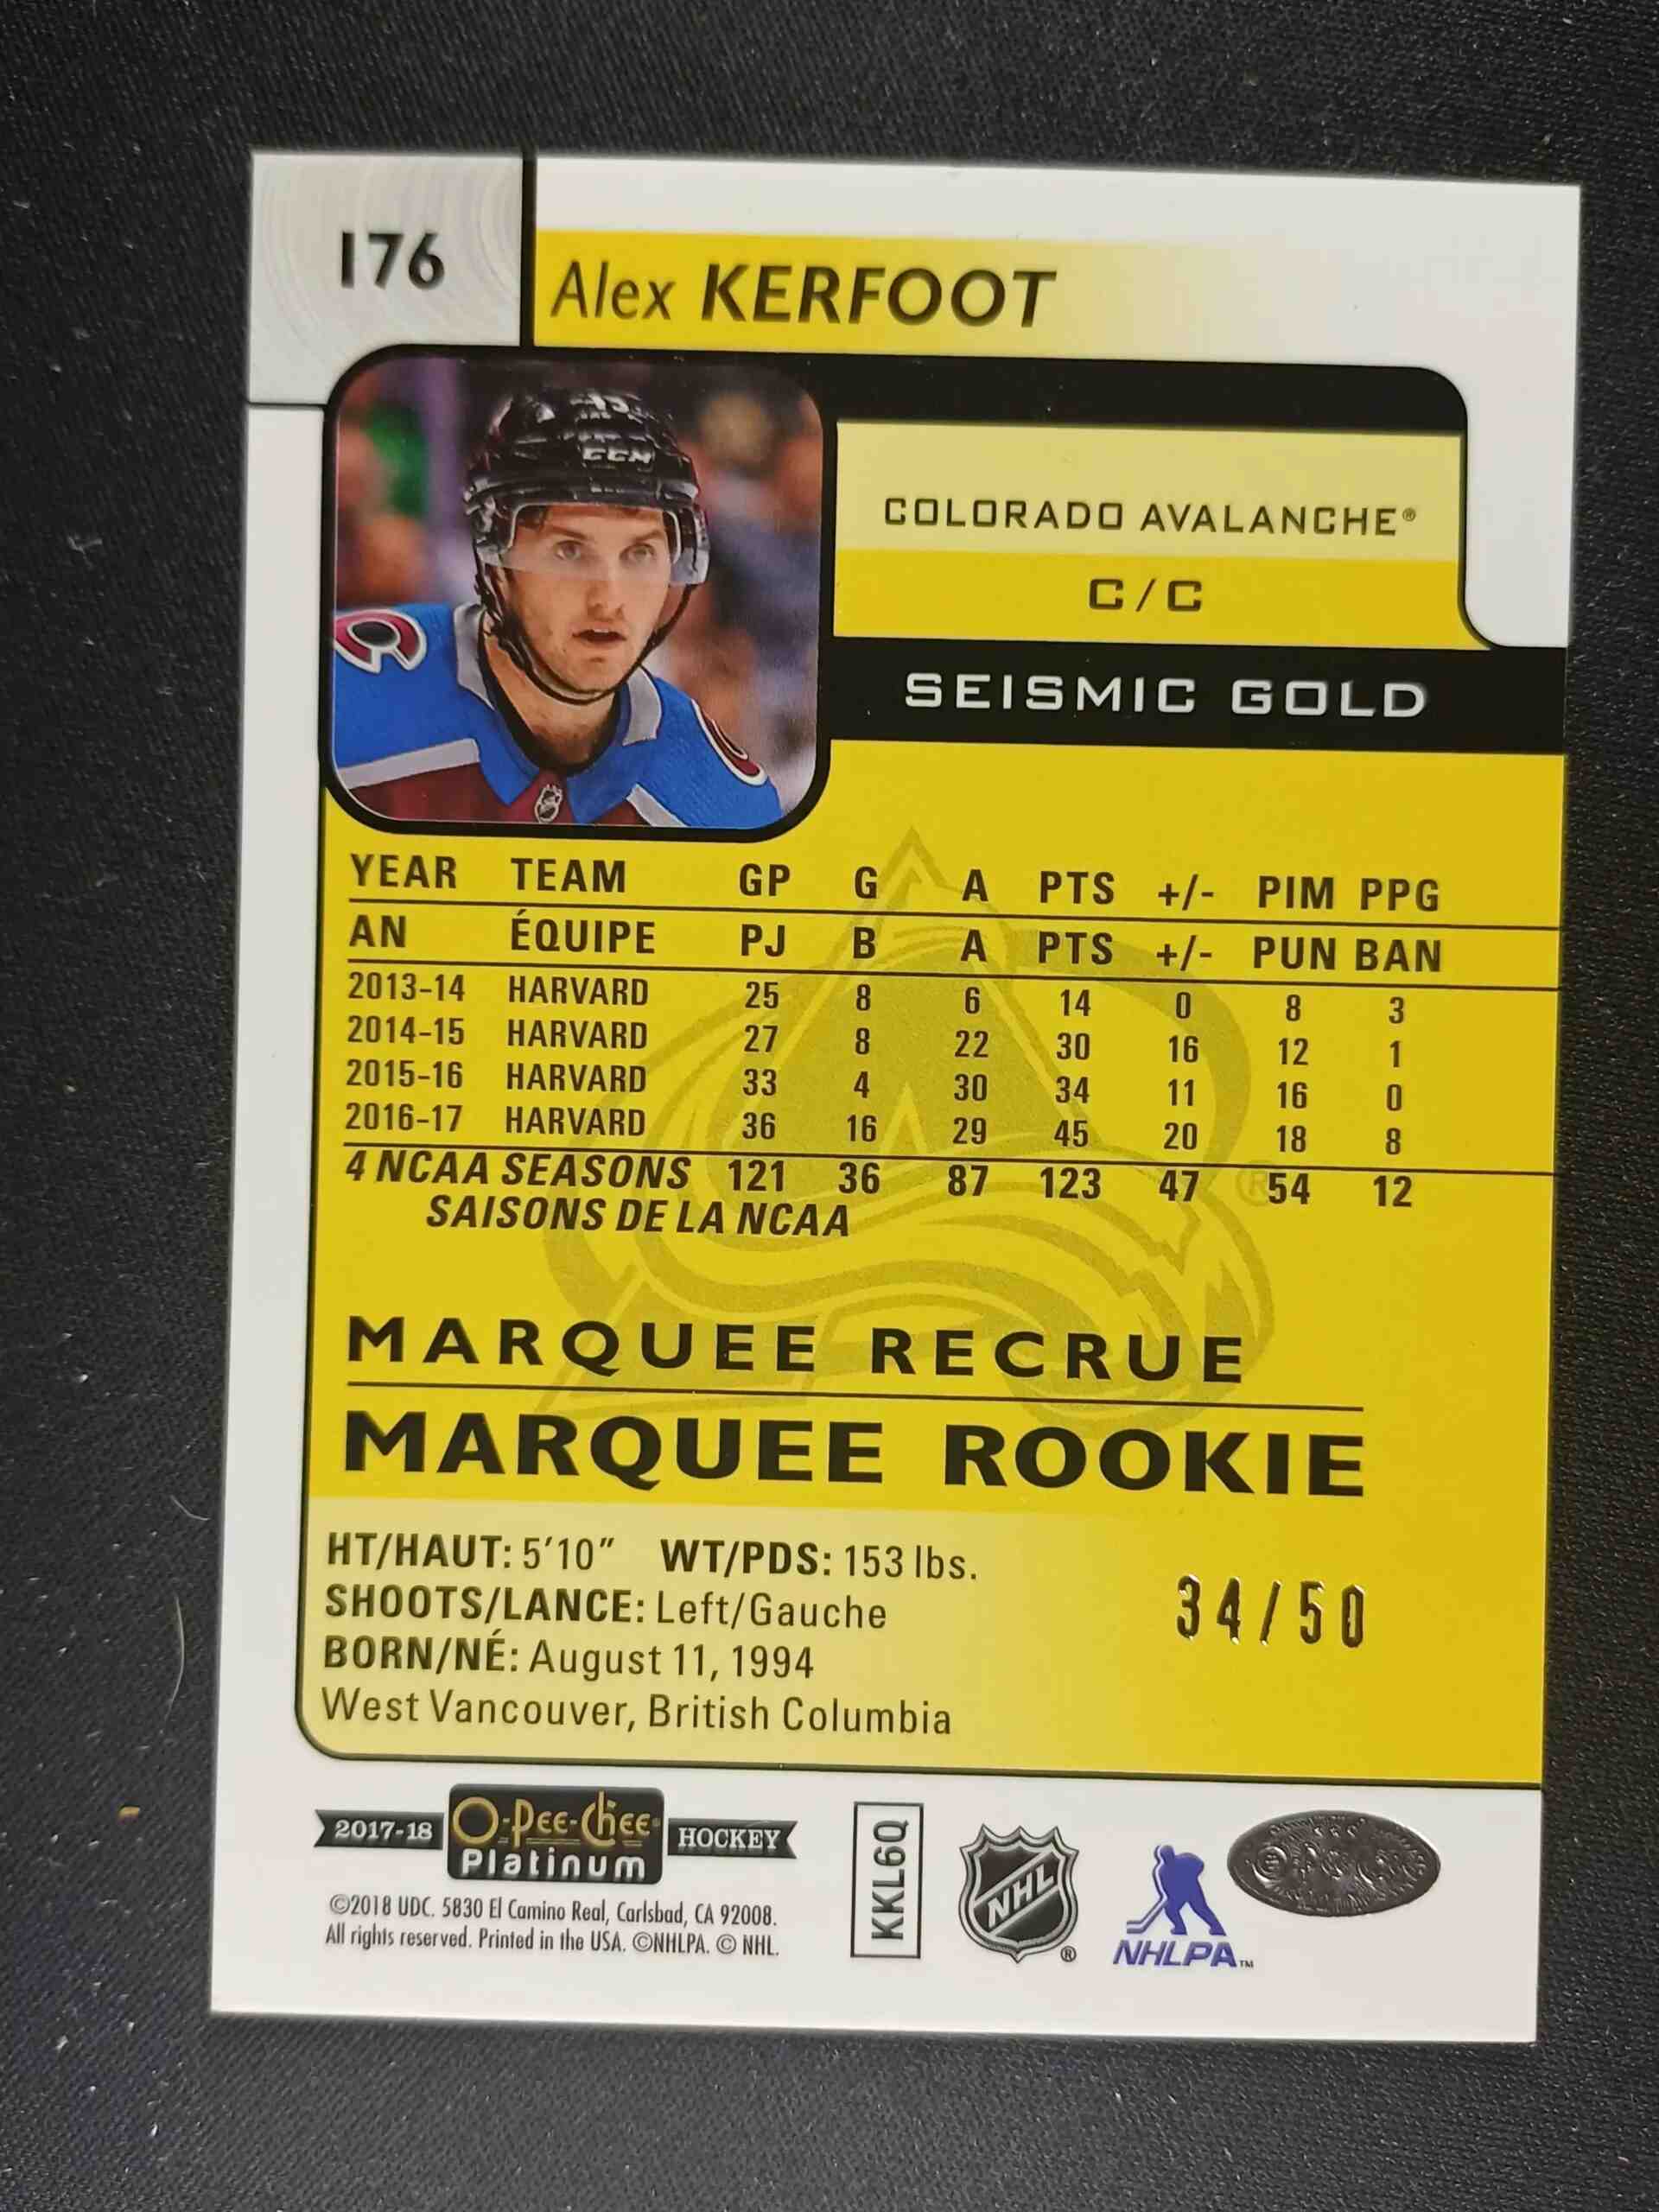 176
Alex KERFOOT
CCM
COLORADO AVALANCHE®
C/C
SEISMIC GOLD
YEAR TEAM GP G A PTS +/- PIM PPG
AN ÉQUIPE PJ B A PTS +/- PUN BAN
2013-14 HARVARD 25 8 6 14 0 8 3
2014-15 HARVARD 27 8 22 30 16 12 1
2015-16 HARVARD 33 4 30 34 11 16 0
2016-17 HARVARD 36 16 29 45 20 18 8
4 NCAA SEASONS 121 36 87 123 47 54 12
SAISONS DE LA NCAA
MARQUEE RECRUE
MARQUEE ROOKIE
HT/HAUT: 5'10" WT/PDS: 153 lbs.
SHOOTS/LANCE: Left/Gauche
BORN/NÉ: August 11, 1994
West Vancouver, British Columbia
34/50
2017-18 O-Pee-Chee Platinum HOCKEY
©2018 UDC. 5830 El Camino Real, Carlsbad, CA 92008.
All rights reserved. Printed in the USA. ©NHLPA. © NHL.
KKL6Q
NHL®
NHLPA™